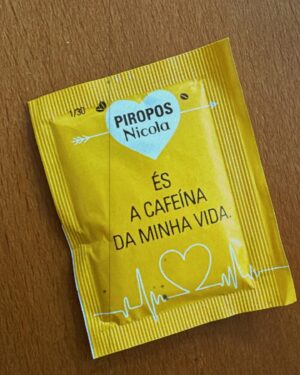 1/30
PIROPOS
Nicola
ÉS
A CAFEÍNA
DA MINHA VIDA.